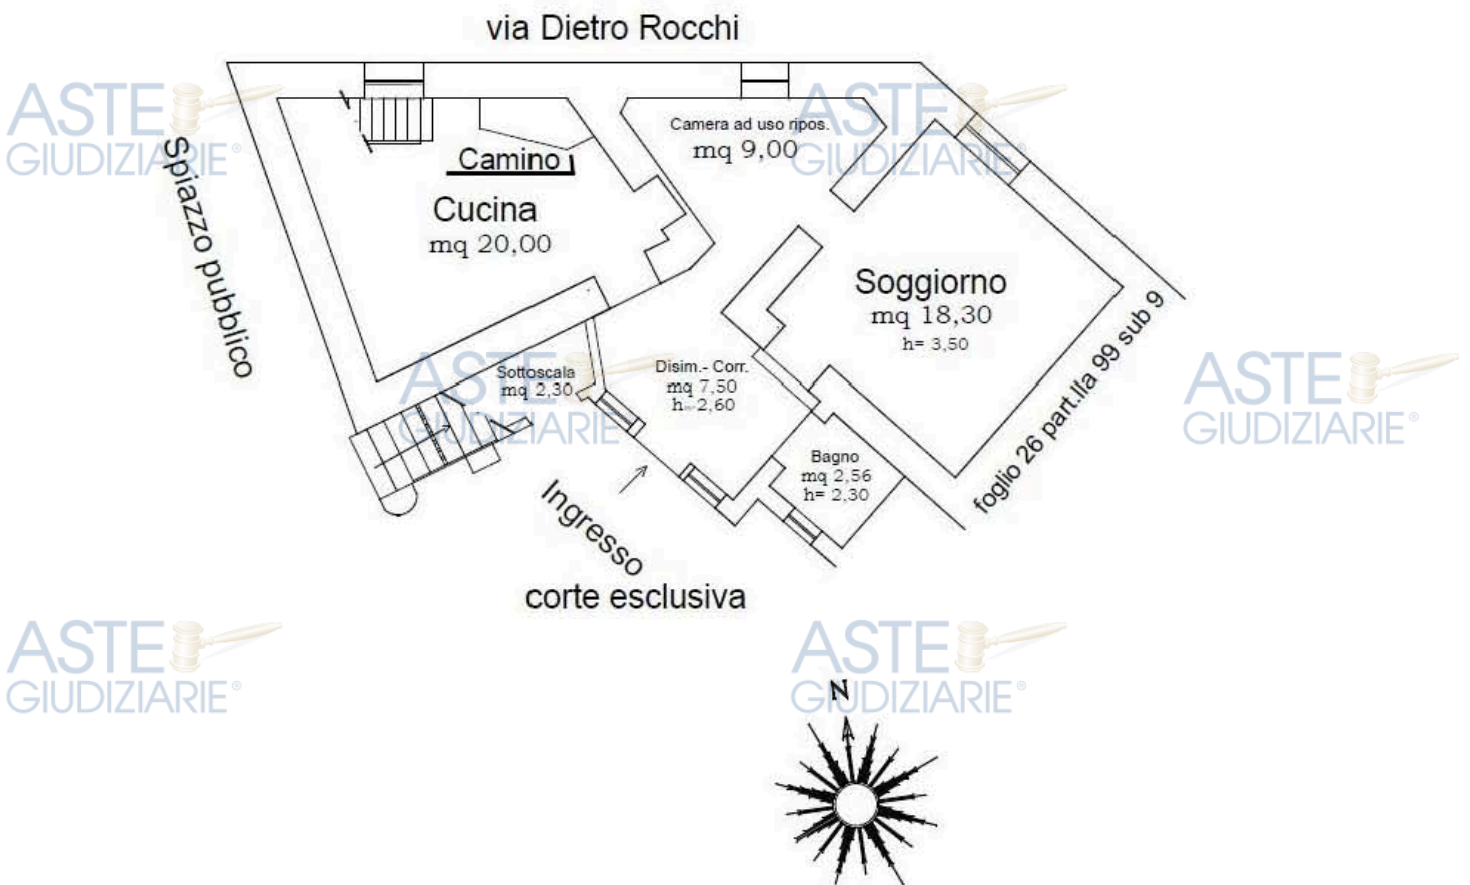 via Dietro Rocchi
ASTE
GIUDIZIARIE®
ASTE
GIUDIZIARIE®
Spiazzo pubblico
Camera ad uso ripos.
mq 9,00
Camino
Cucina
mq 20,00
Soggiorno
mq 18,30
h= 3,50
foglio 26 part.lla 99 sub 9
ASTE
GIUDIZIARIE
ASTE
GIUDIZIARIE®
Sottoscala
mq 2,30
Disim.- Corr.
mq 7,50
h= 2,60
Bagno
mq 2,56
h= 2,30
Ingresso
corte esclusiva
ASTE
GIUDIZIARIE®
ASTE
GIUDIZIARIE®
N